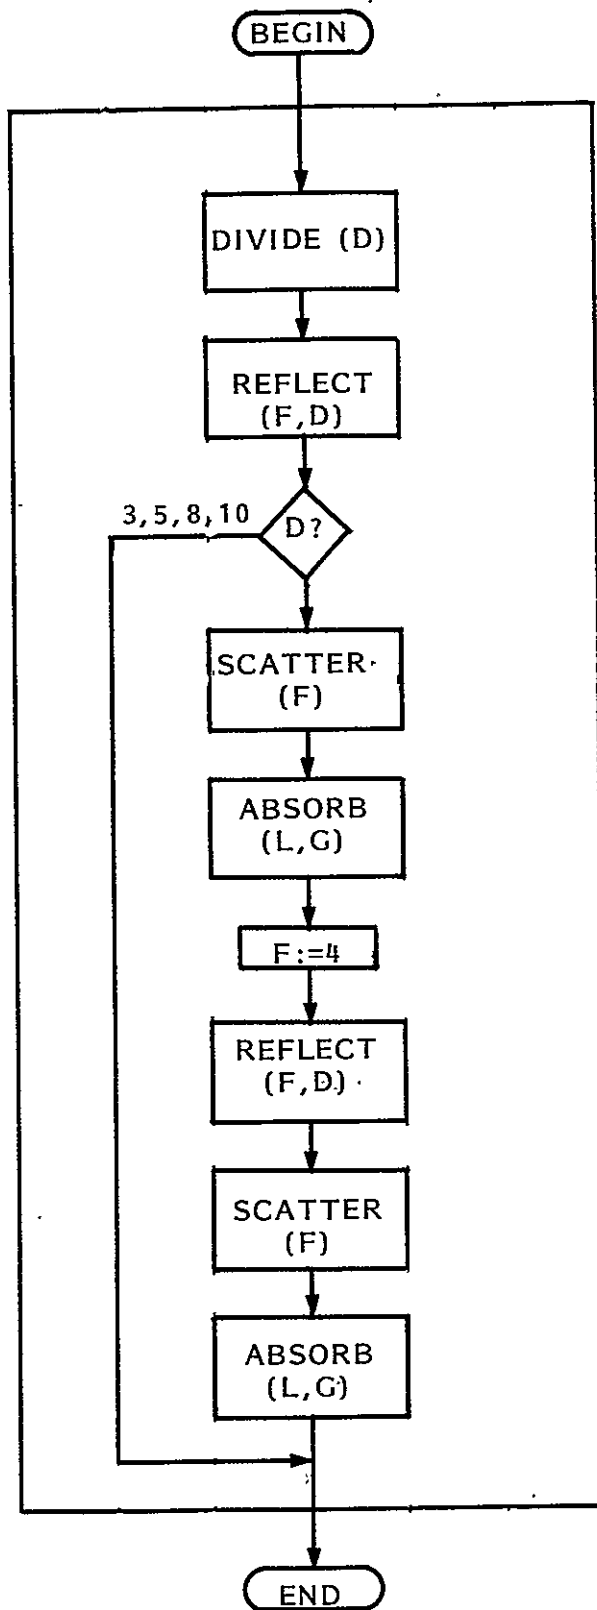 BEGIN
DIVIDE (D)
REFLECT
(F,D)
3,5,8,10
D?
SCATTER
(F)
ABSORB
(L,G)
F:=4
REFLECT
(F,D)
SCATTER
(F)
ABSORB
(L,G)
END